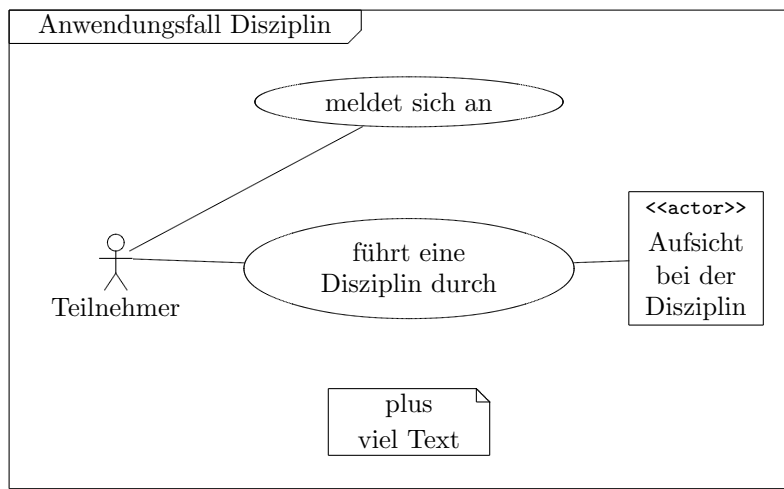 Anwendungsfall Disziplin
meldet sich an
<<actor>>
Aufsicht
bei der
Disziplin
führt eine
Disziplin durch
Teilnehmer
plus
viel Text